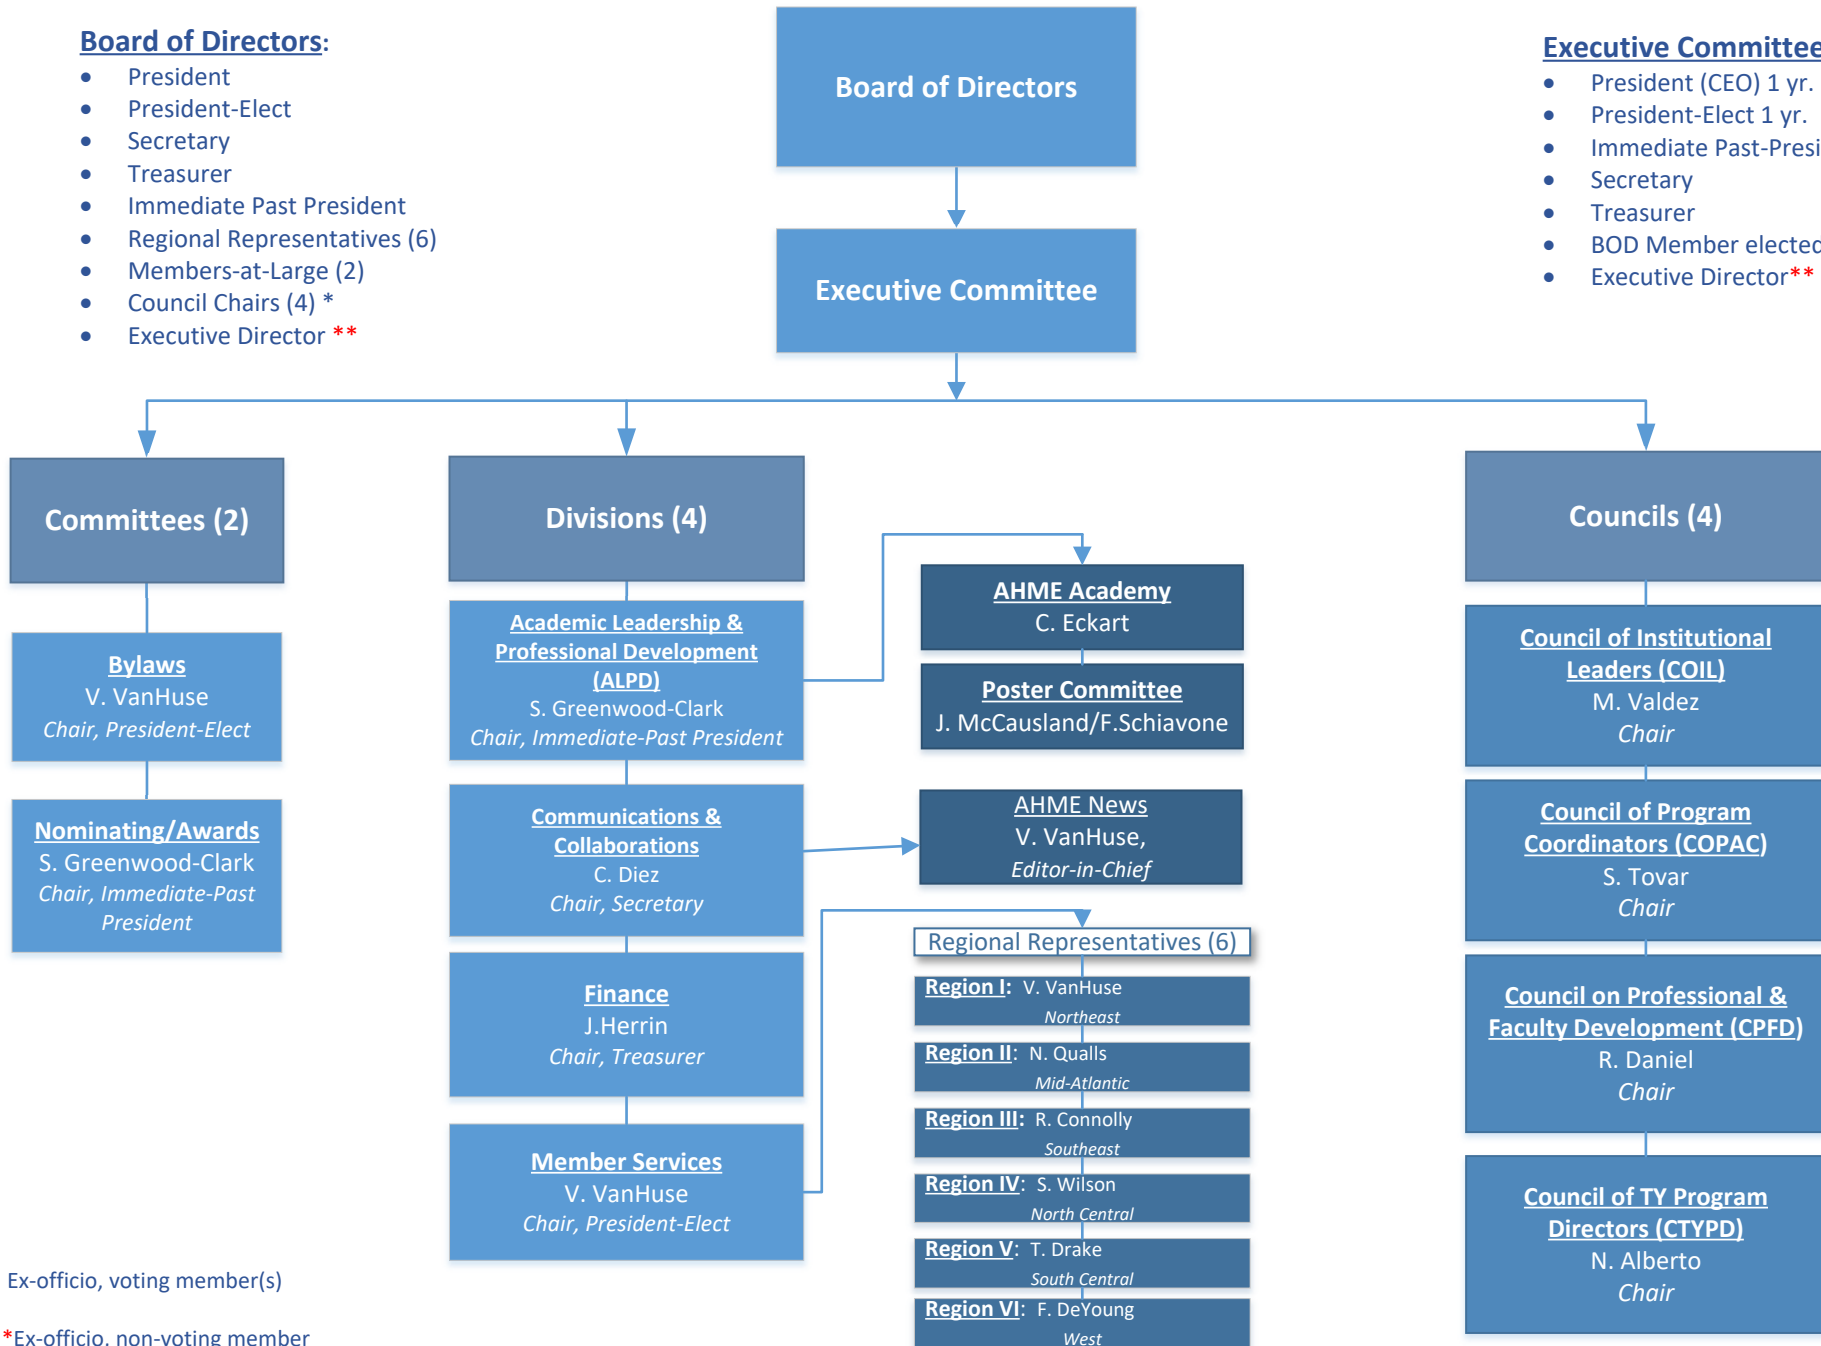 Board of Directors:
• President
• President-Elect
• Secretary
• Treasurer
• Immediate Past President
• Regional Representatives (6)
• Members-at-Large (2)
• Council Chairs (4) *
• Executive Director **
Board of Directors
Executive Committee
Executive Committee
• President (CEO) 1 yr.
• President-Elect 1 yr.
• Immediate Past-Presi
• Secretary
• Treasurer
• BOD Member elected
• Executive Director**
Committees (2)
Bylaws
V. VanHuse
Chair, President-Elect
Nominating/Awards
S. Greenwood-Clark
Chair, Immediate-Past
President
Divisions (4)
Academic Leadership &
Professional Development
(ALPD)
S. Greenwood-Clark
Chair, Immediate-Past President
Communications &
Collaborations
C. Diez
Chair, Secretary
Finance
J.Herrin
Chair, Treasurer
Member Services
V. VanHuse
Chair, President-Elect
AHME Academy
C. Eckart
Poster Committee
J. McCausland/F.Schiavone
AHME News
V. VanHuse,
Editor-in-Chief
Regional Representatives (6)
Region I: V. VanHuse
Northeast
Region II: N. Qualls
Mid-Atlantic
Region III: R. Connolly
Southeast
Region IV: S. Wilson
North Central
Region V: T. Drake
South Central
Region VI: F. DeYoung
West
Councils (4)
Council of Institutional
Leaders (COIL)
M. Valdez
Chair
Council of Program
Coordinators (COPAC)
S. Tovar
Chair
Council on Professional &
Faculty Development (CPFD)
R. Daniel
Chair
Council of TY Program
Directors (CTYPD)
N. Alberto
Chair
Ex-officio, voting member(s)
*Ex-officio, non-voting member